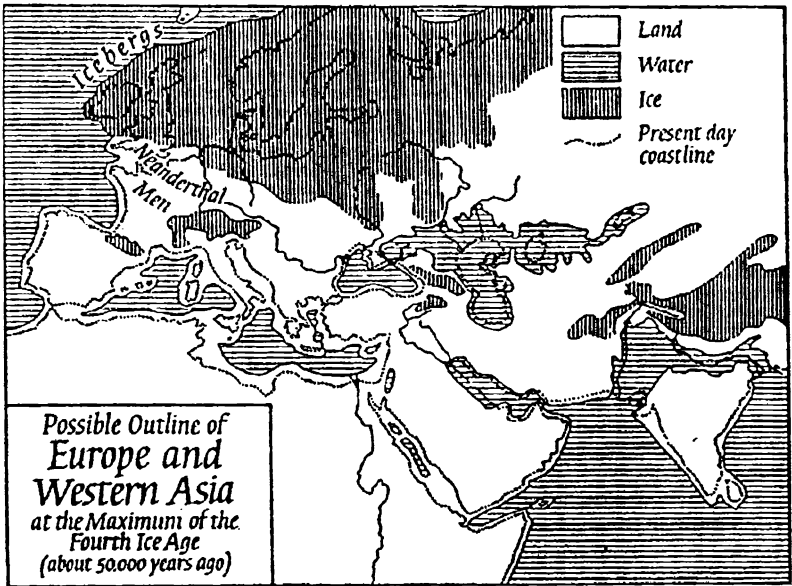 Icebergs
Neanderthal
Men
Land
Water
Ice
Present day
coastline
Possible Outline of
Europe and
Western Asia
at the Maximum of the
Fourth Ice Age
(about 50.000 years ago)